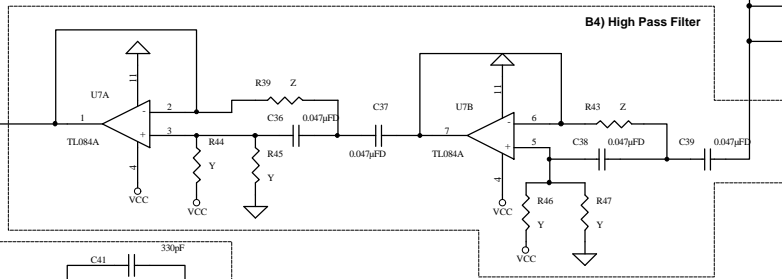 B4) High Pass Filter
U7A
11
1
2
3
-
+
TL084A
4
VCC
R39
Z
C36
0.047µFD
C37
0.047µFD
R44
Y
VCC
R45
Y
U7B
11
7
6
5
-
+
TL084A
4
VCC
R43
Z
C38
0.047µFD
C39
0.047µFD
R46
Y
VCC
R47
Y
C41
330pF